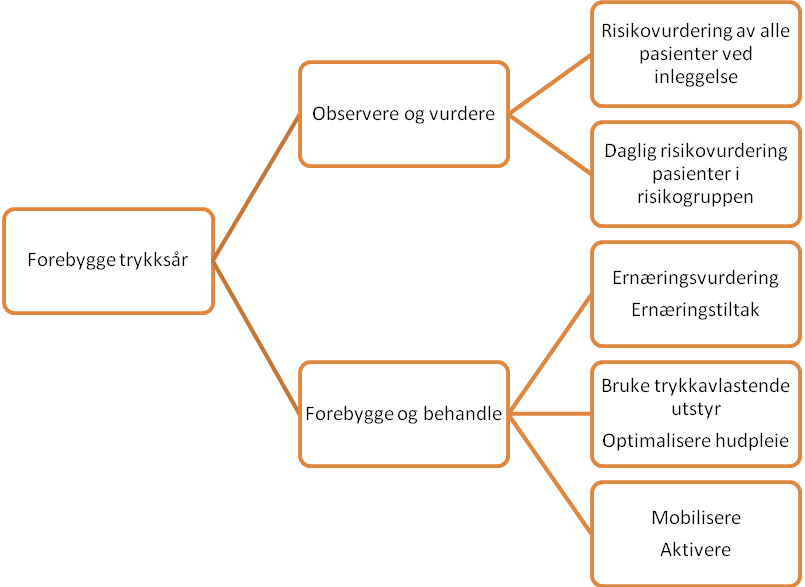 Forebygge trykksår
Observere og vurdere
Risikovurdering av alle
pasienter ved
inleggelse
Daglig risikovurdering
pasienter i
risikogruppen
Forebygge og behandle
Ernæringsvurdering
Ernæringstiltak
Bruke trykkavlastende
utstyr
Optimalisere hudpleie
Mobilisere
Aktivere